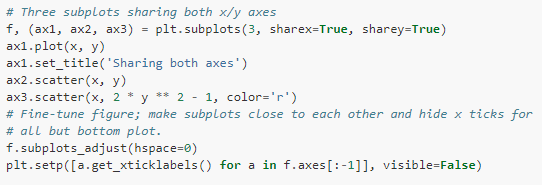 # Three subplots sharing both x/y axes
f, (ax1, ax2, ax3) = plt.subplots(3, sharex=True, sharey=True)
ax1.plot(x, y)
ax1.set_title('Sharing both axes')
ax2.scatter(x, y)
ax3.scatter(x, 2 * y ** 2 - 1, color='r')
# Fine-tune figure; make subplots close to each other and hide x ticks for
# all but bottom plot.
f.subplots_adjust(hspace=0)
plt.setp([a.get_xticklabels() for a in f.axes[:-1]], visible=False)